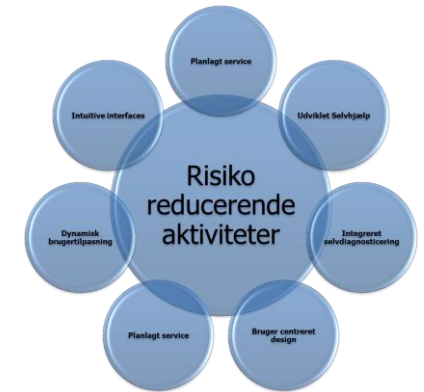 Planlagt service
Intuitive interfaces
Udviklet Selvhjælp
Risiko
reducerende
aktiviteter
Dynamisk
brugertilpasning
Integreret
selvdiagnosticering
Planlagt service
Bruger centreret
design